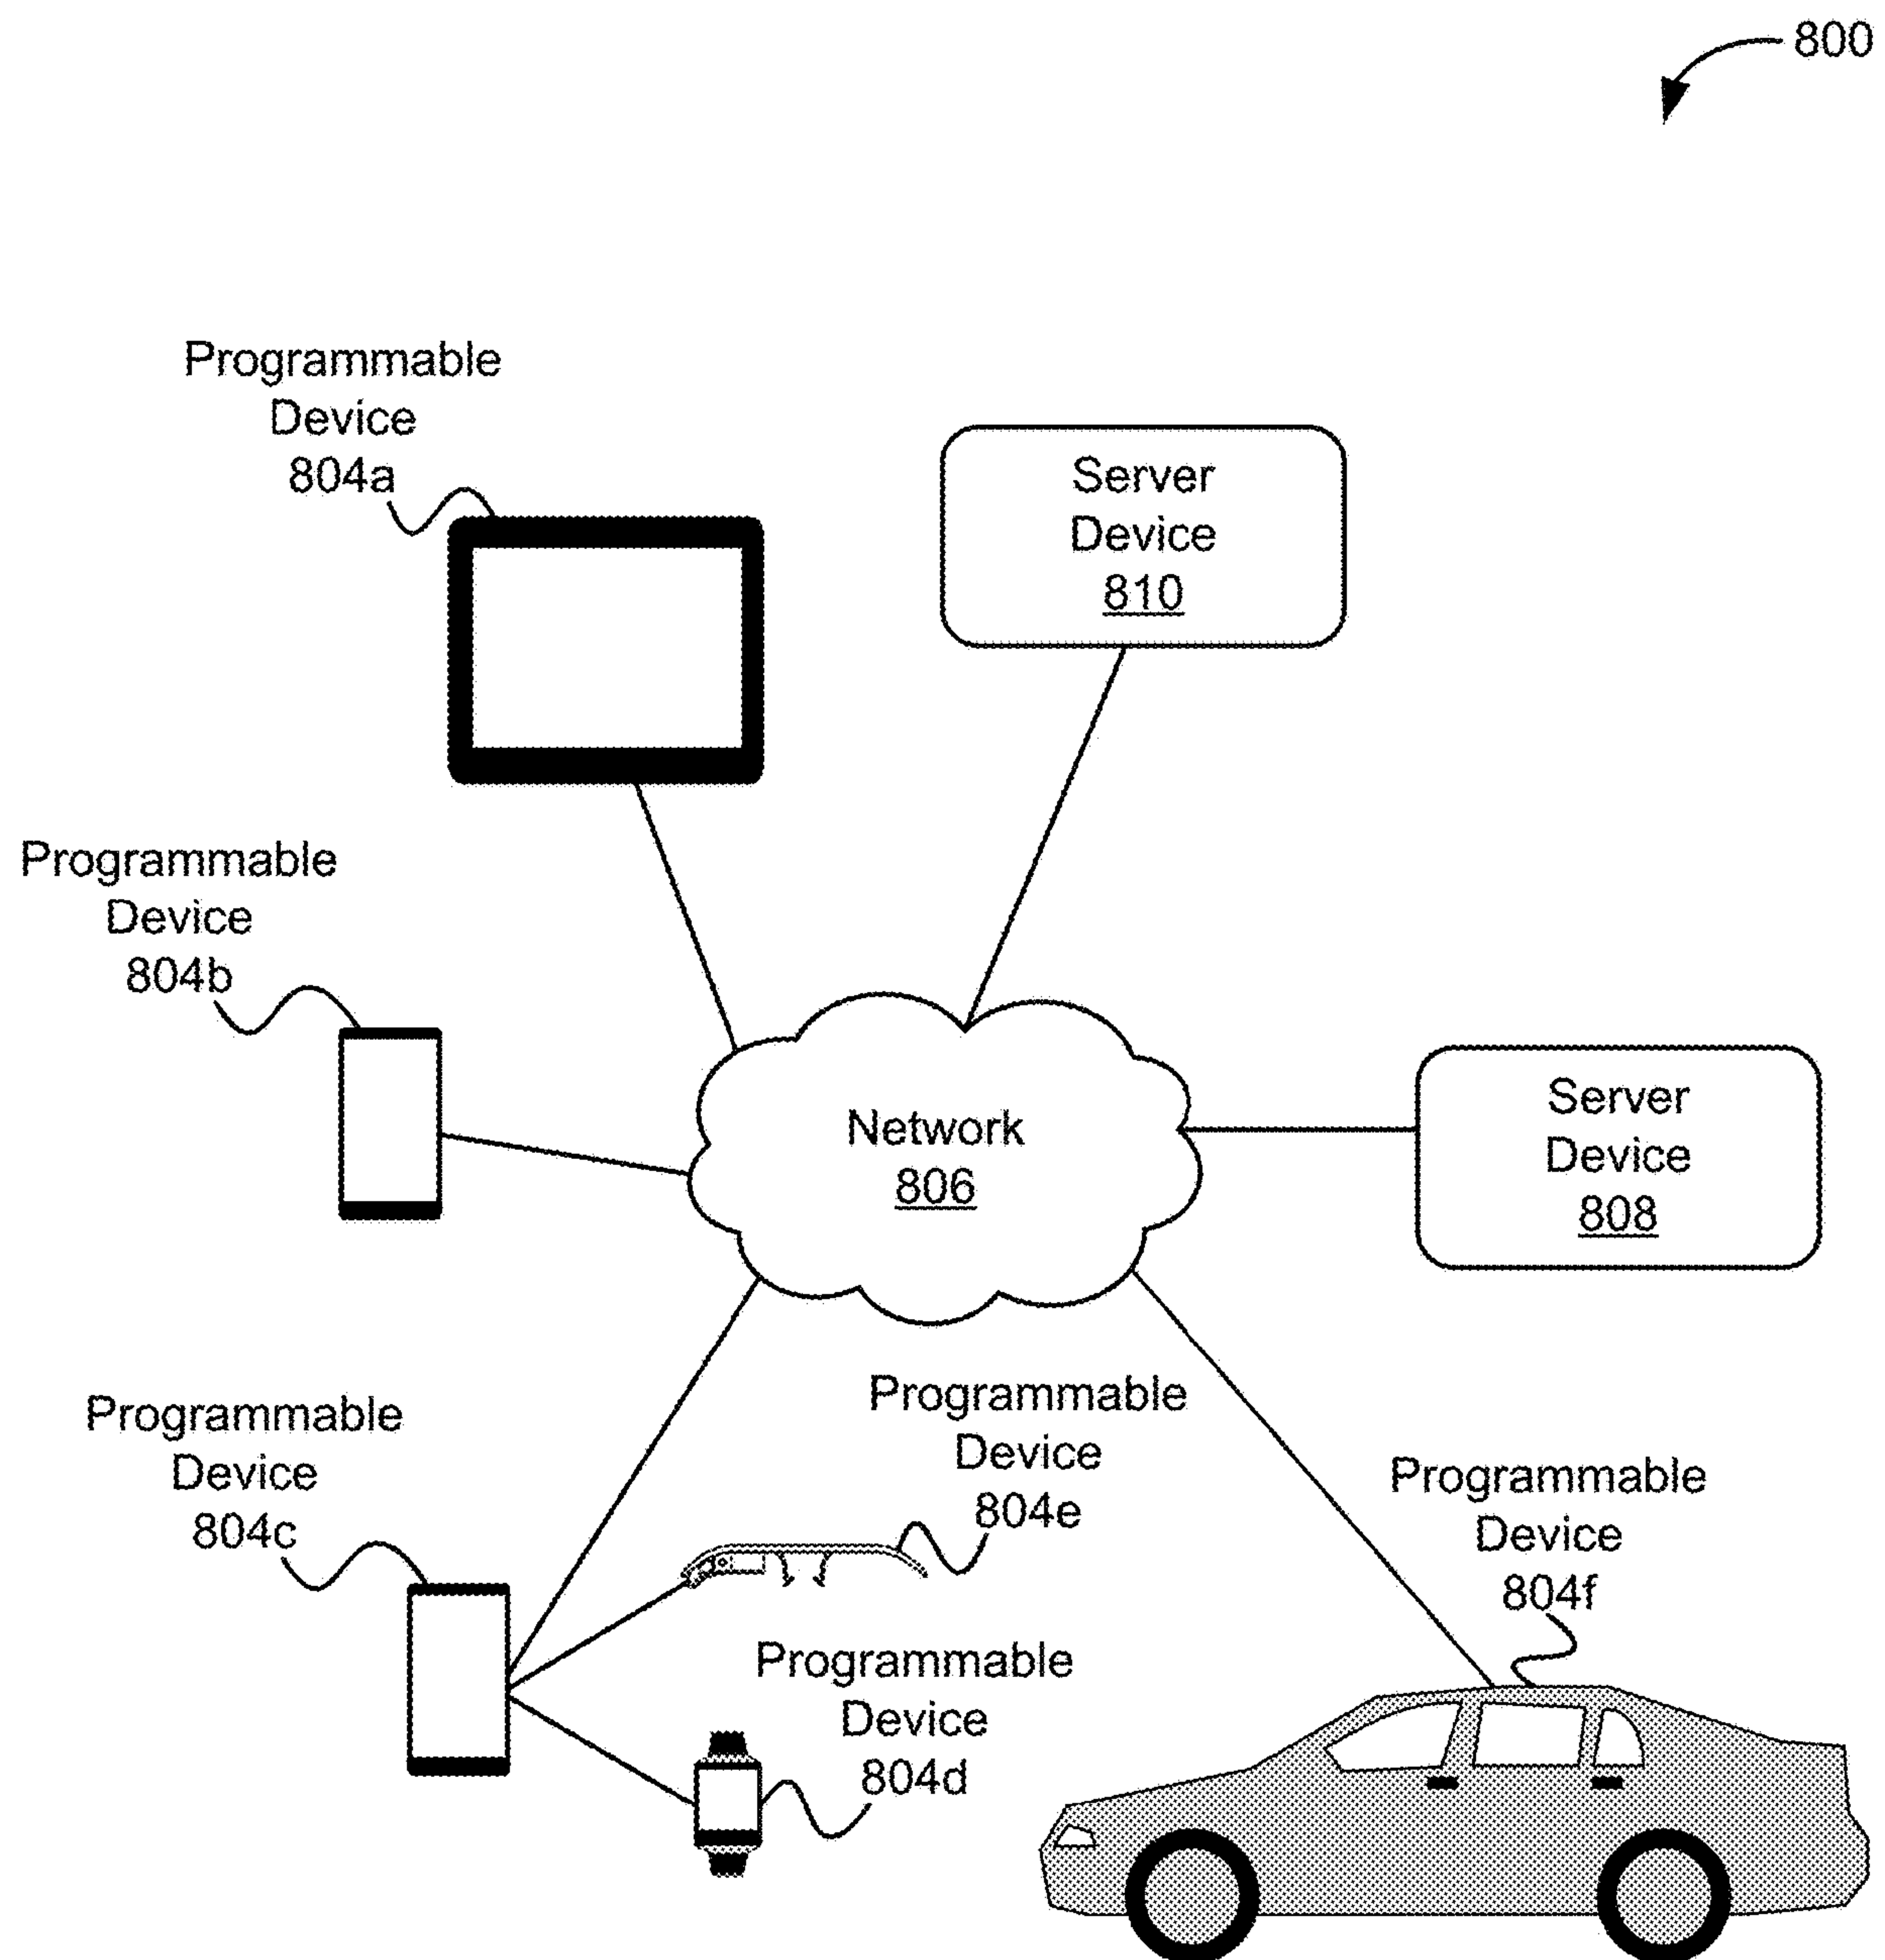 800
Programmable
Device
804a
Server
Device
810
Programmable
Device
804b
Network
806
Server
Device
808
Programmable
Device
804c
Programmable
Device
804e
Programmable
Device
804f
Programmable
Device
804d